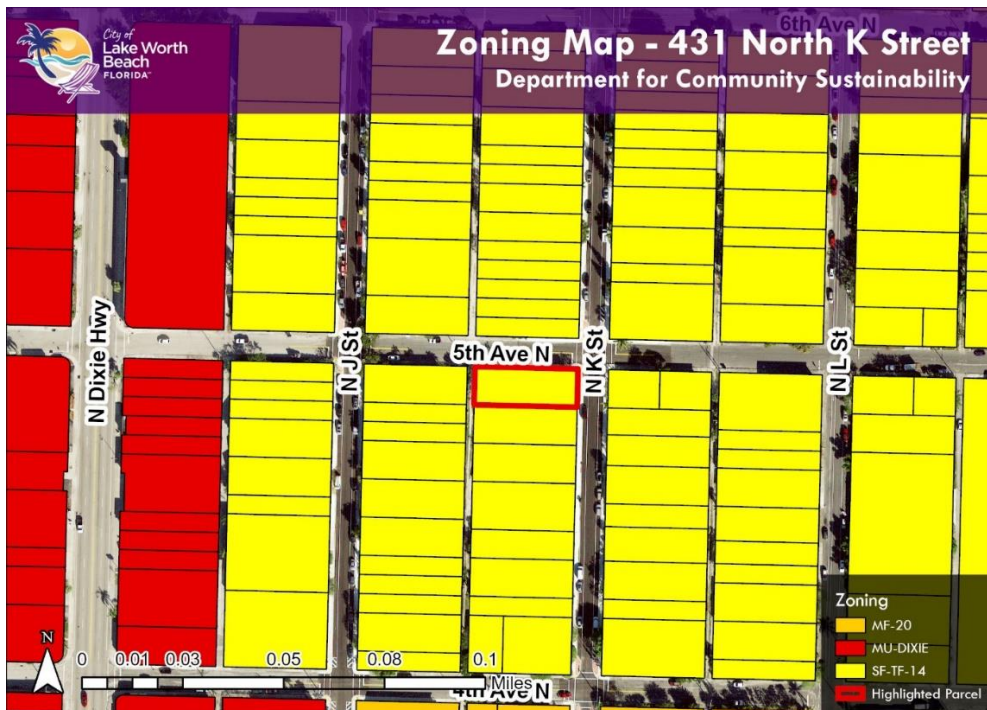 City of
Lake Worth
Beach
FLORIDA™
6th Ave N
Zoning Map - 431 North K Street
Department for Community Sustainability
N Dixie Hwy
N J St
5th Ave N
N K St
N L St
Zoning
MF-20
MU-DIXIE
SF-TF-14
Highlighted Parcel
N
0 0.01 0.03 0.05 0.08 0.1
Miles
4th Ave N